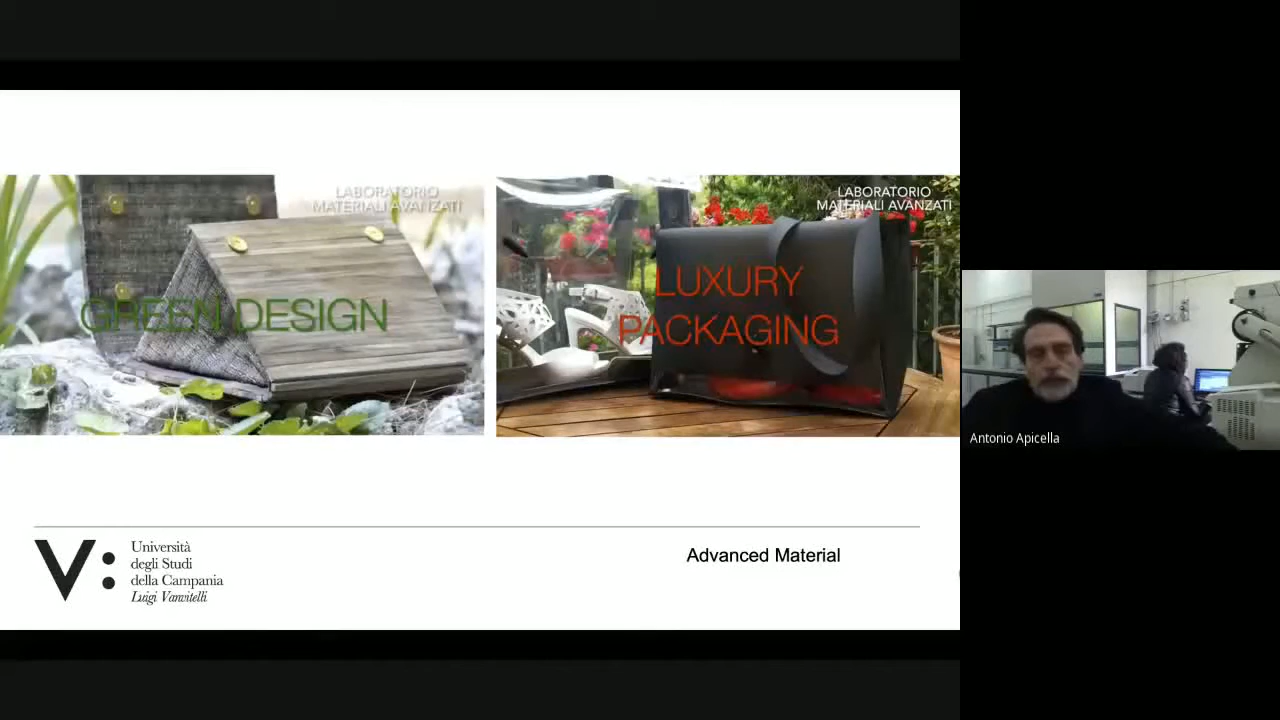 LABORATORIO
MATERIALI AVANZATI
GREEN DESIGN
LABORATORIO
MATERIALI AVANZATI
LUXURY
PACKAGING
Antonio Apicella
V:
Università
degli Studi
della Campania
Luigi Vanvitelli
Advanced Material